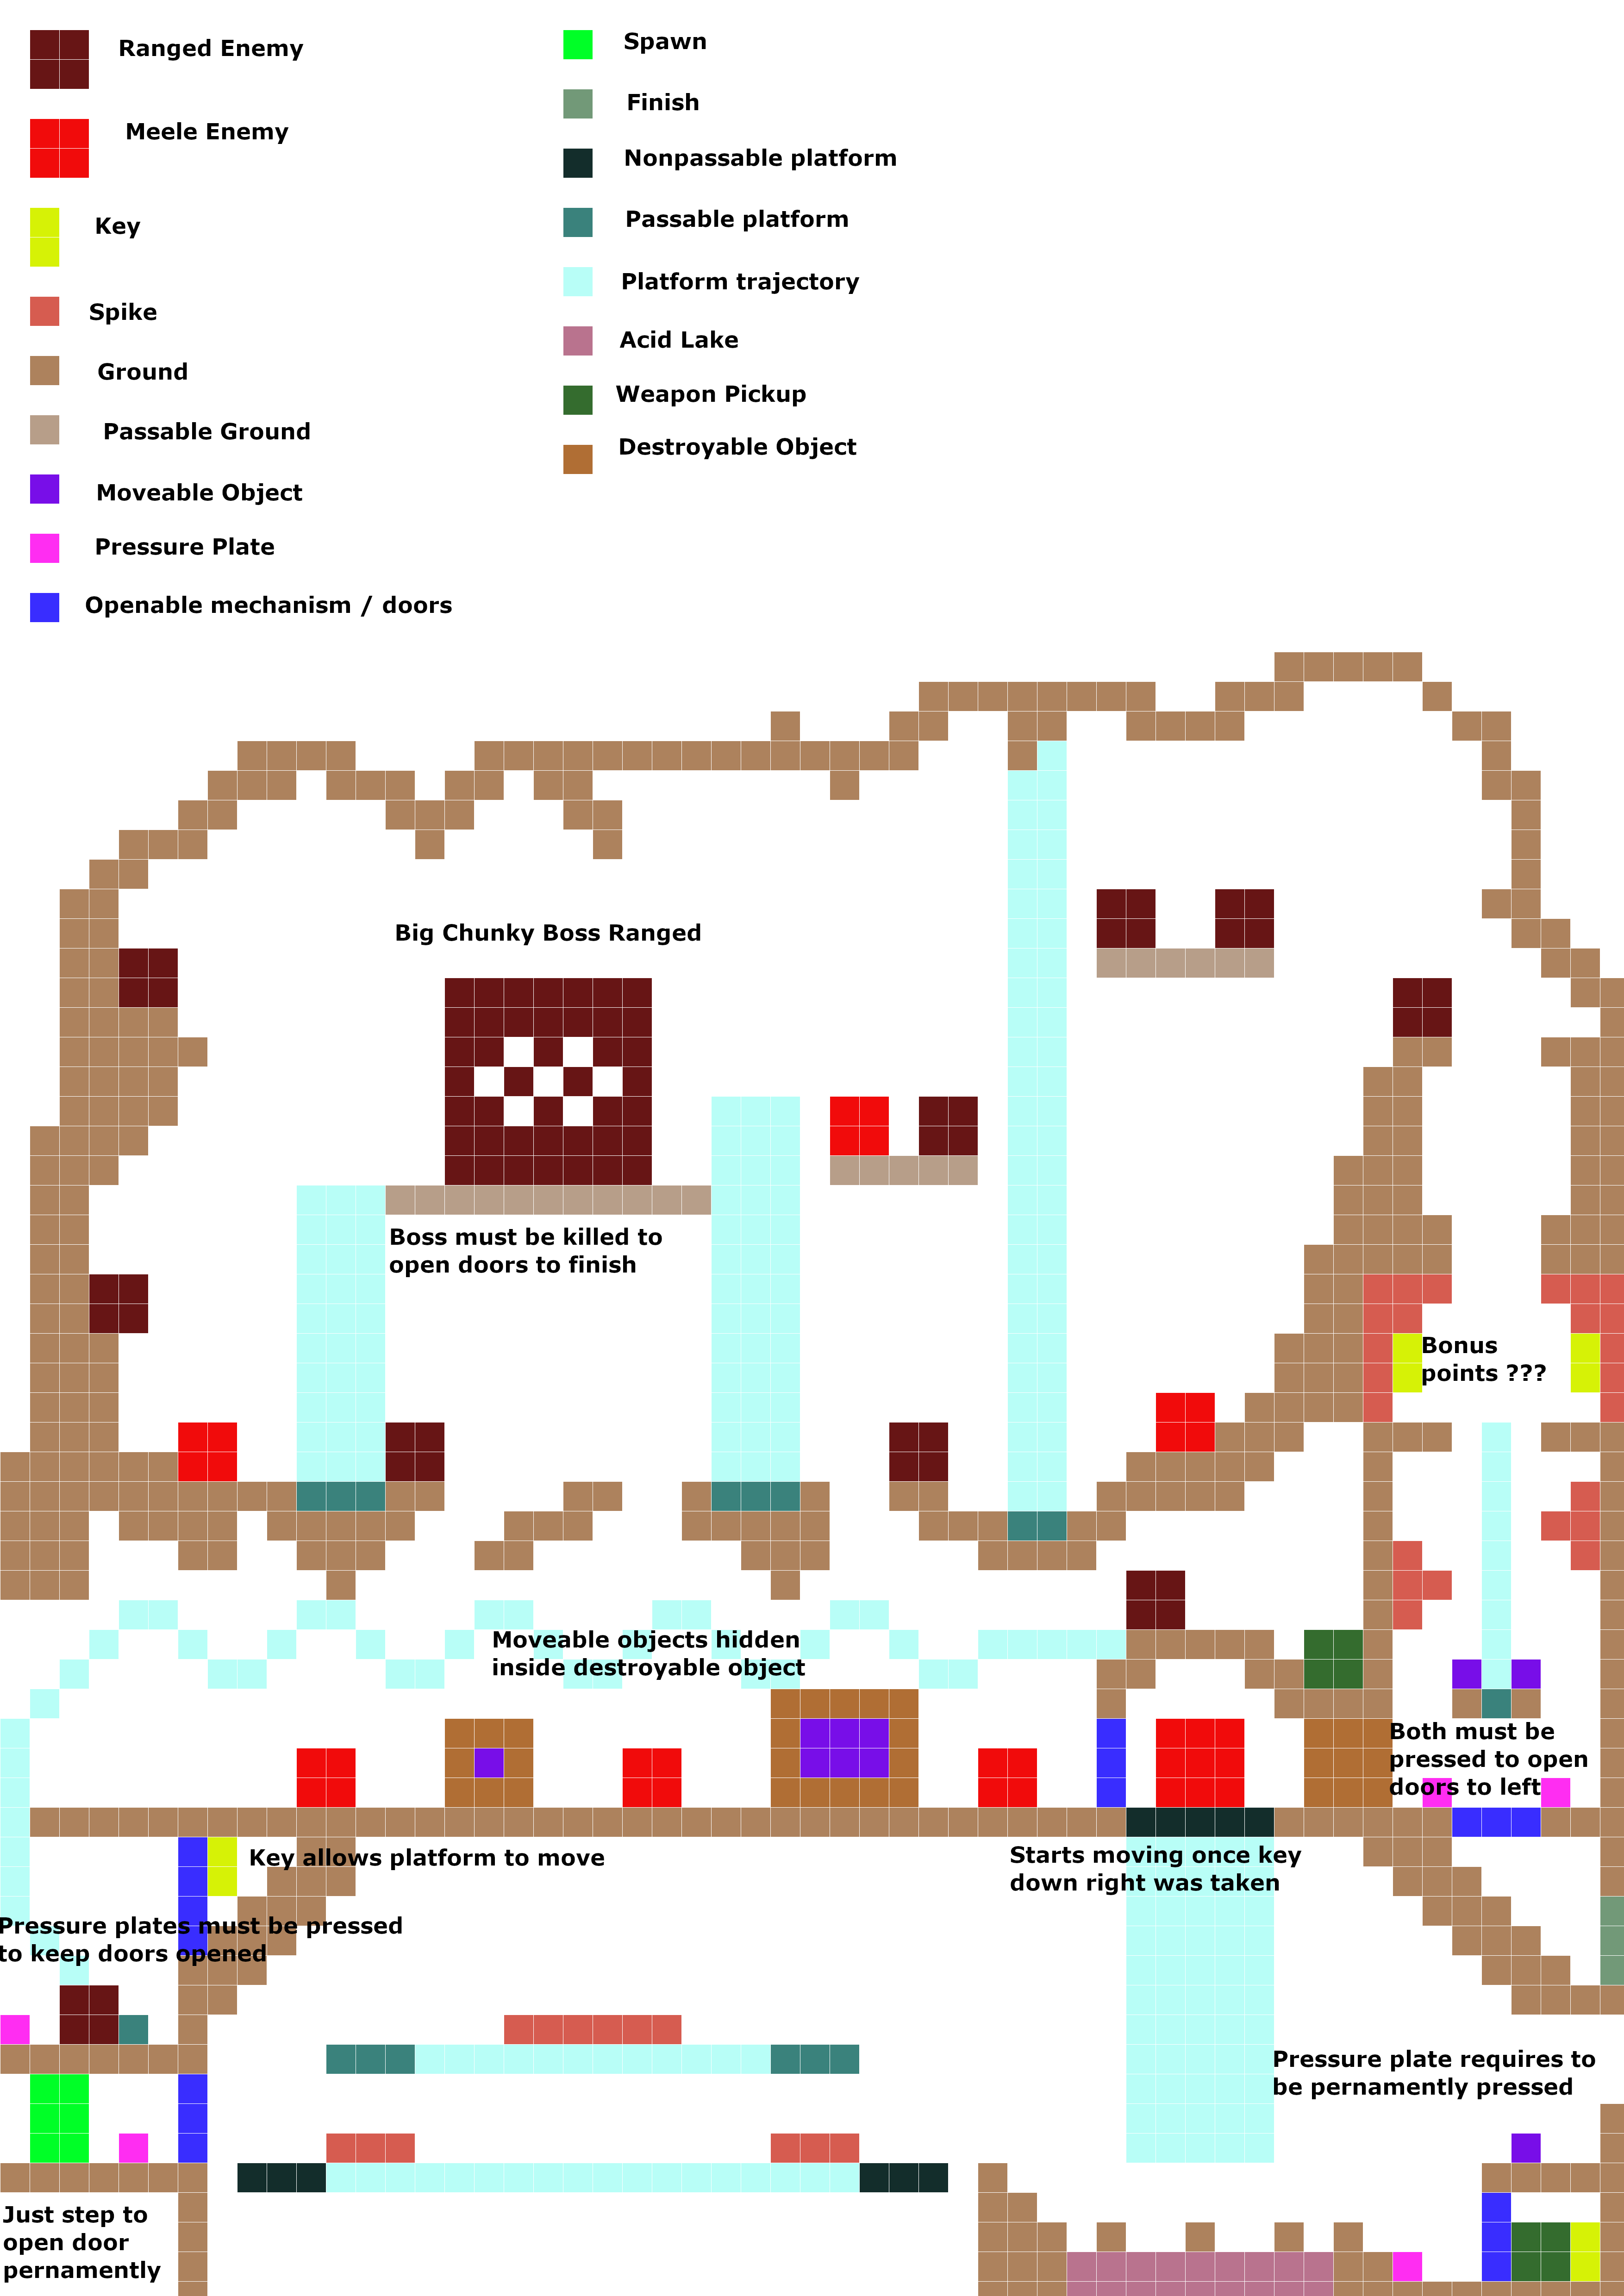 Ranged Enemy
Meele Enemy
Key
Spike
Ground
Passable Ground
Moveable Object
Pressure Plate
Openable mechanism / doors
Spawn
Finish
Nonpassable platform
Passable platform
Platform trajectory
Acid Lake
Weapon Pickup
Destroyable Object
Big Chunky Boss Ranged
Boss must be killed to
open doors to finish
Bonus
points ???
Moveable objects hidden
inside destroyable object
Both must be
pressed to open
doors to left
Key allows platform to move
Starts moving once key
down right was taken
Pressure plates must be pressed
to keep doors opened
Pressure plate requires to
be pernamently pressed
Just step to
open door
pernamently